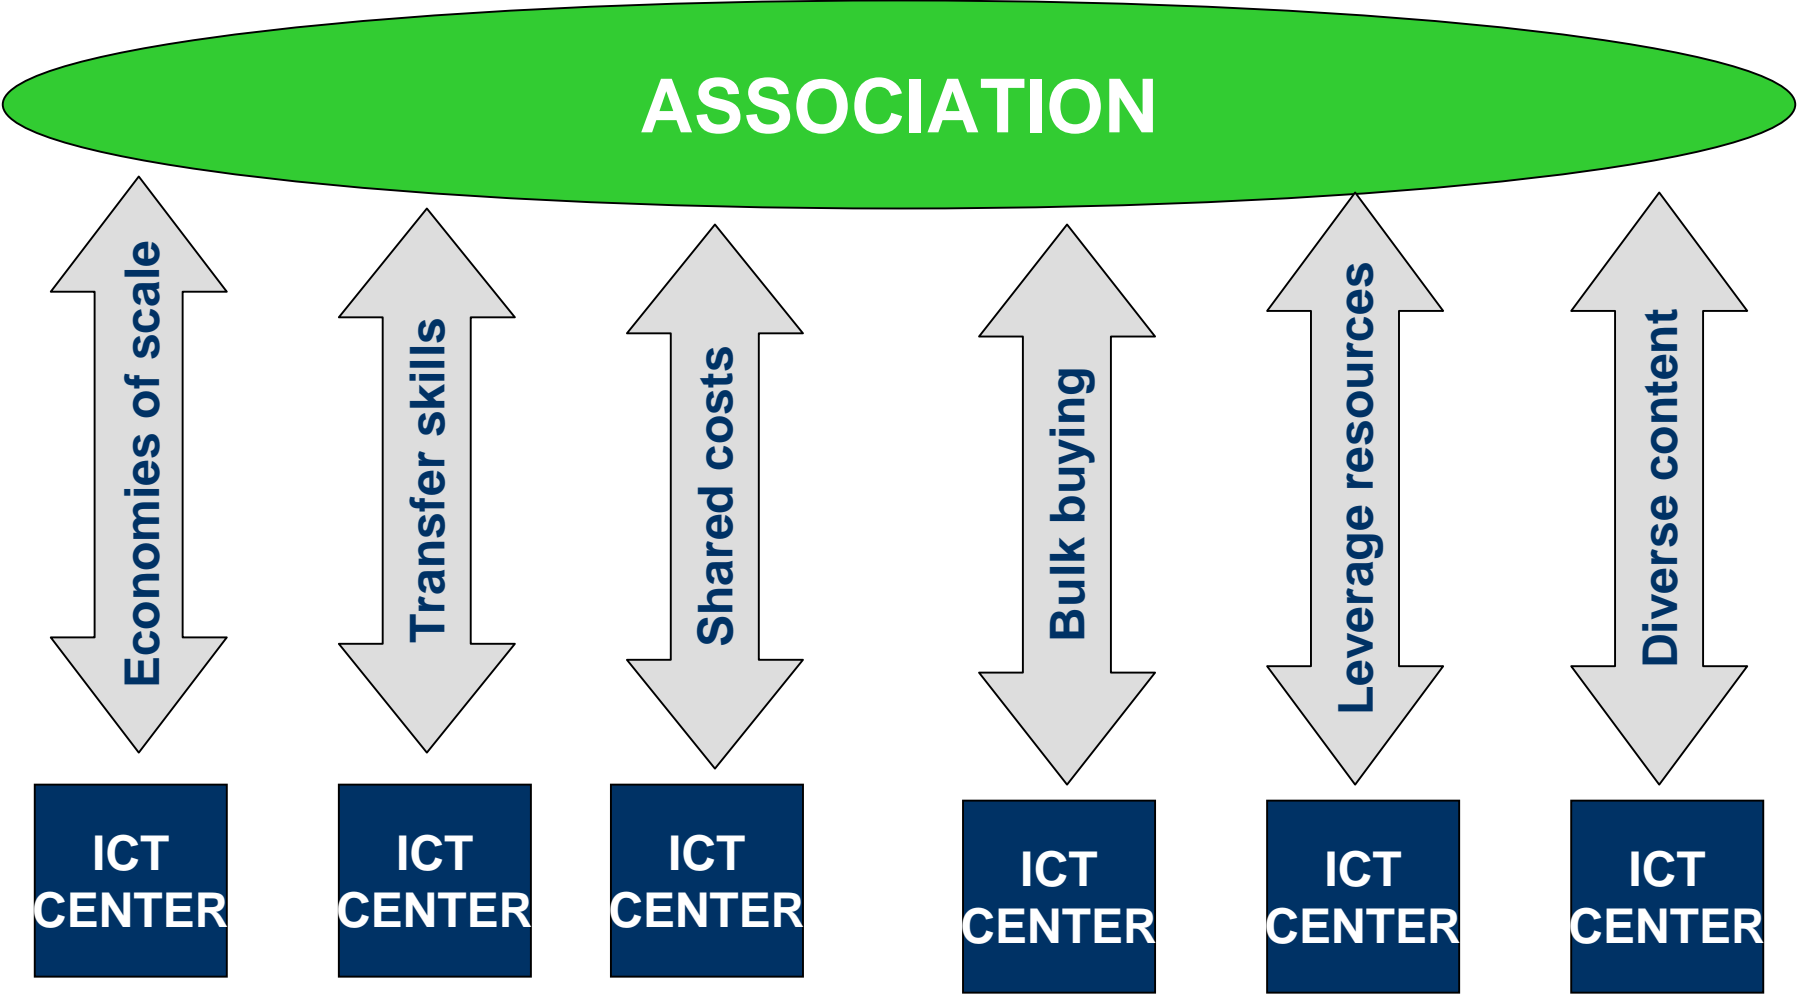 ASSOCIATION
Economies of scale
Transfer skills
Shared costs
Bulk buying
Leverage resources
Diverse content
ICT
CENTER
ICT
CENTER
ICT
CENTER
ICT
CENTER
ICT
CENTER
ICT
CENTER